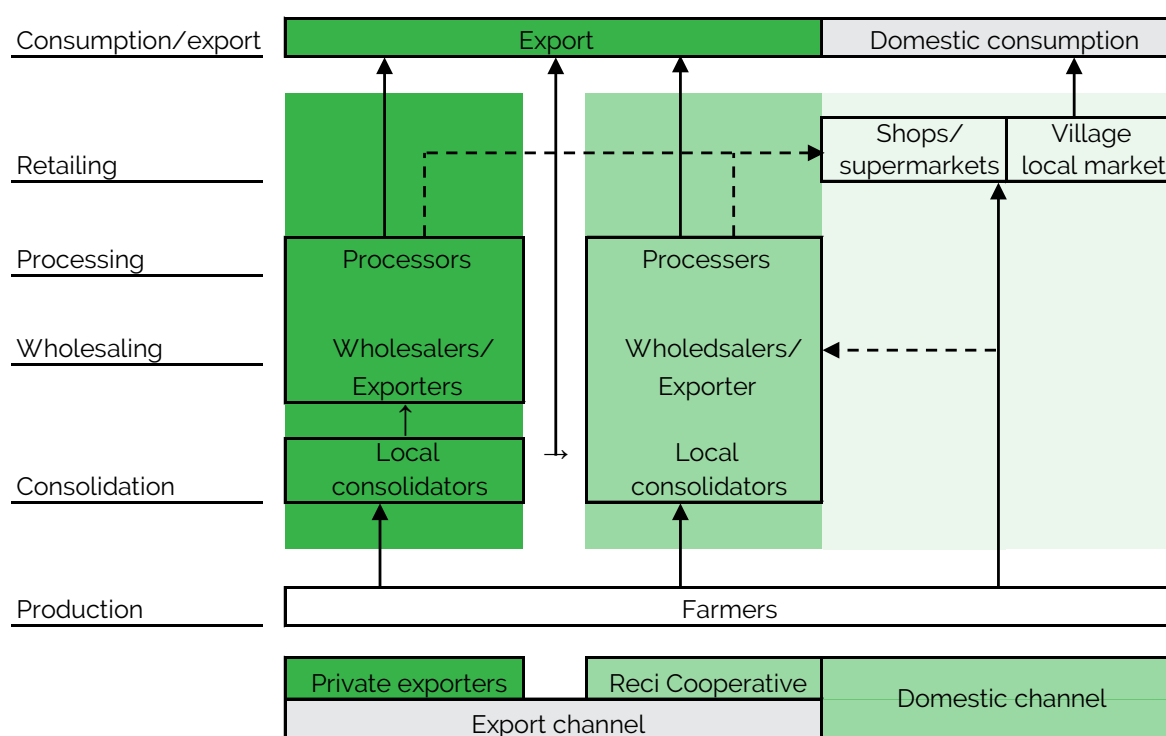 Consumption/export
Export
Domestic consumption
Retailing
Shops/
supermarkets
Village
local market
Processing
Processors
Processers
Wholesaling
Wholesalers/
Exporters
Wholedsalers/
Exporter
Consolidation
Local
consolidators
Local
consolidators
Production
Farmers
Private exporters
Reci Cooperative
Domestic channel
Export channel